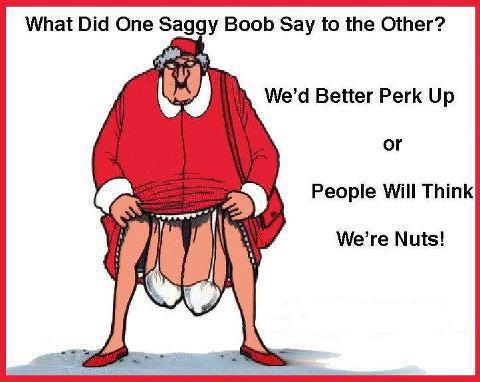 What Did One Saggy Boob Say to the Other?
We'd Better Perk Up
or
People Will Think
We're Nuts!